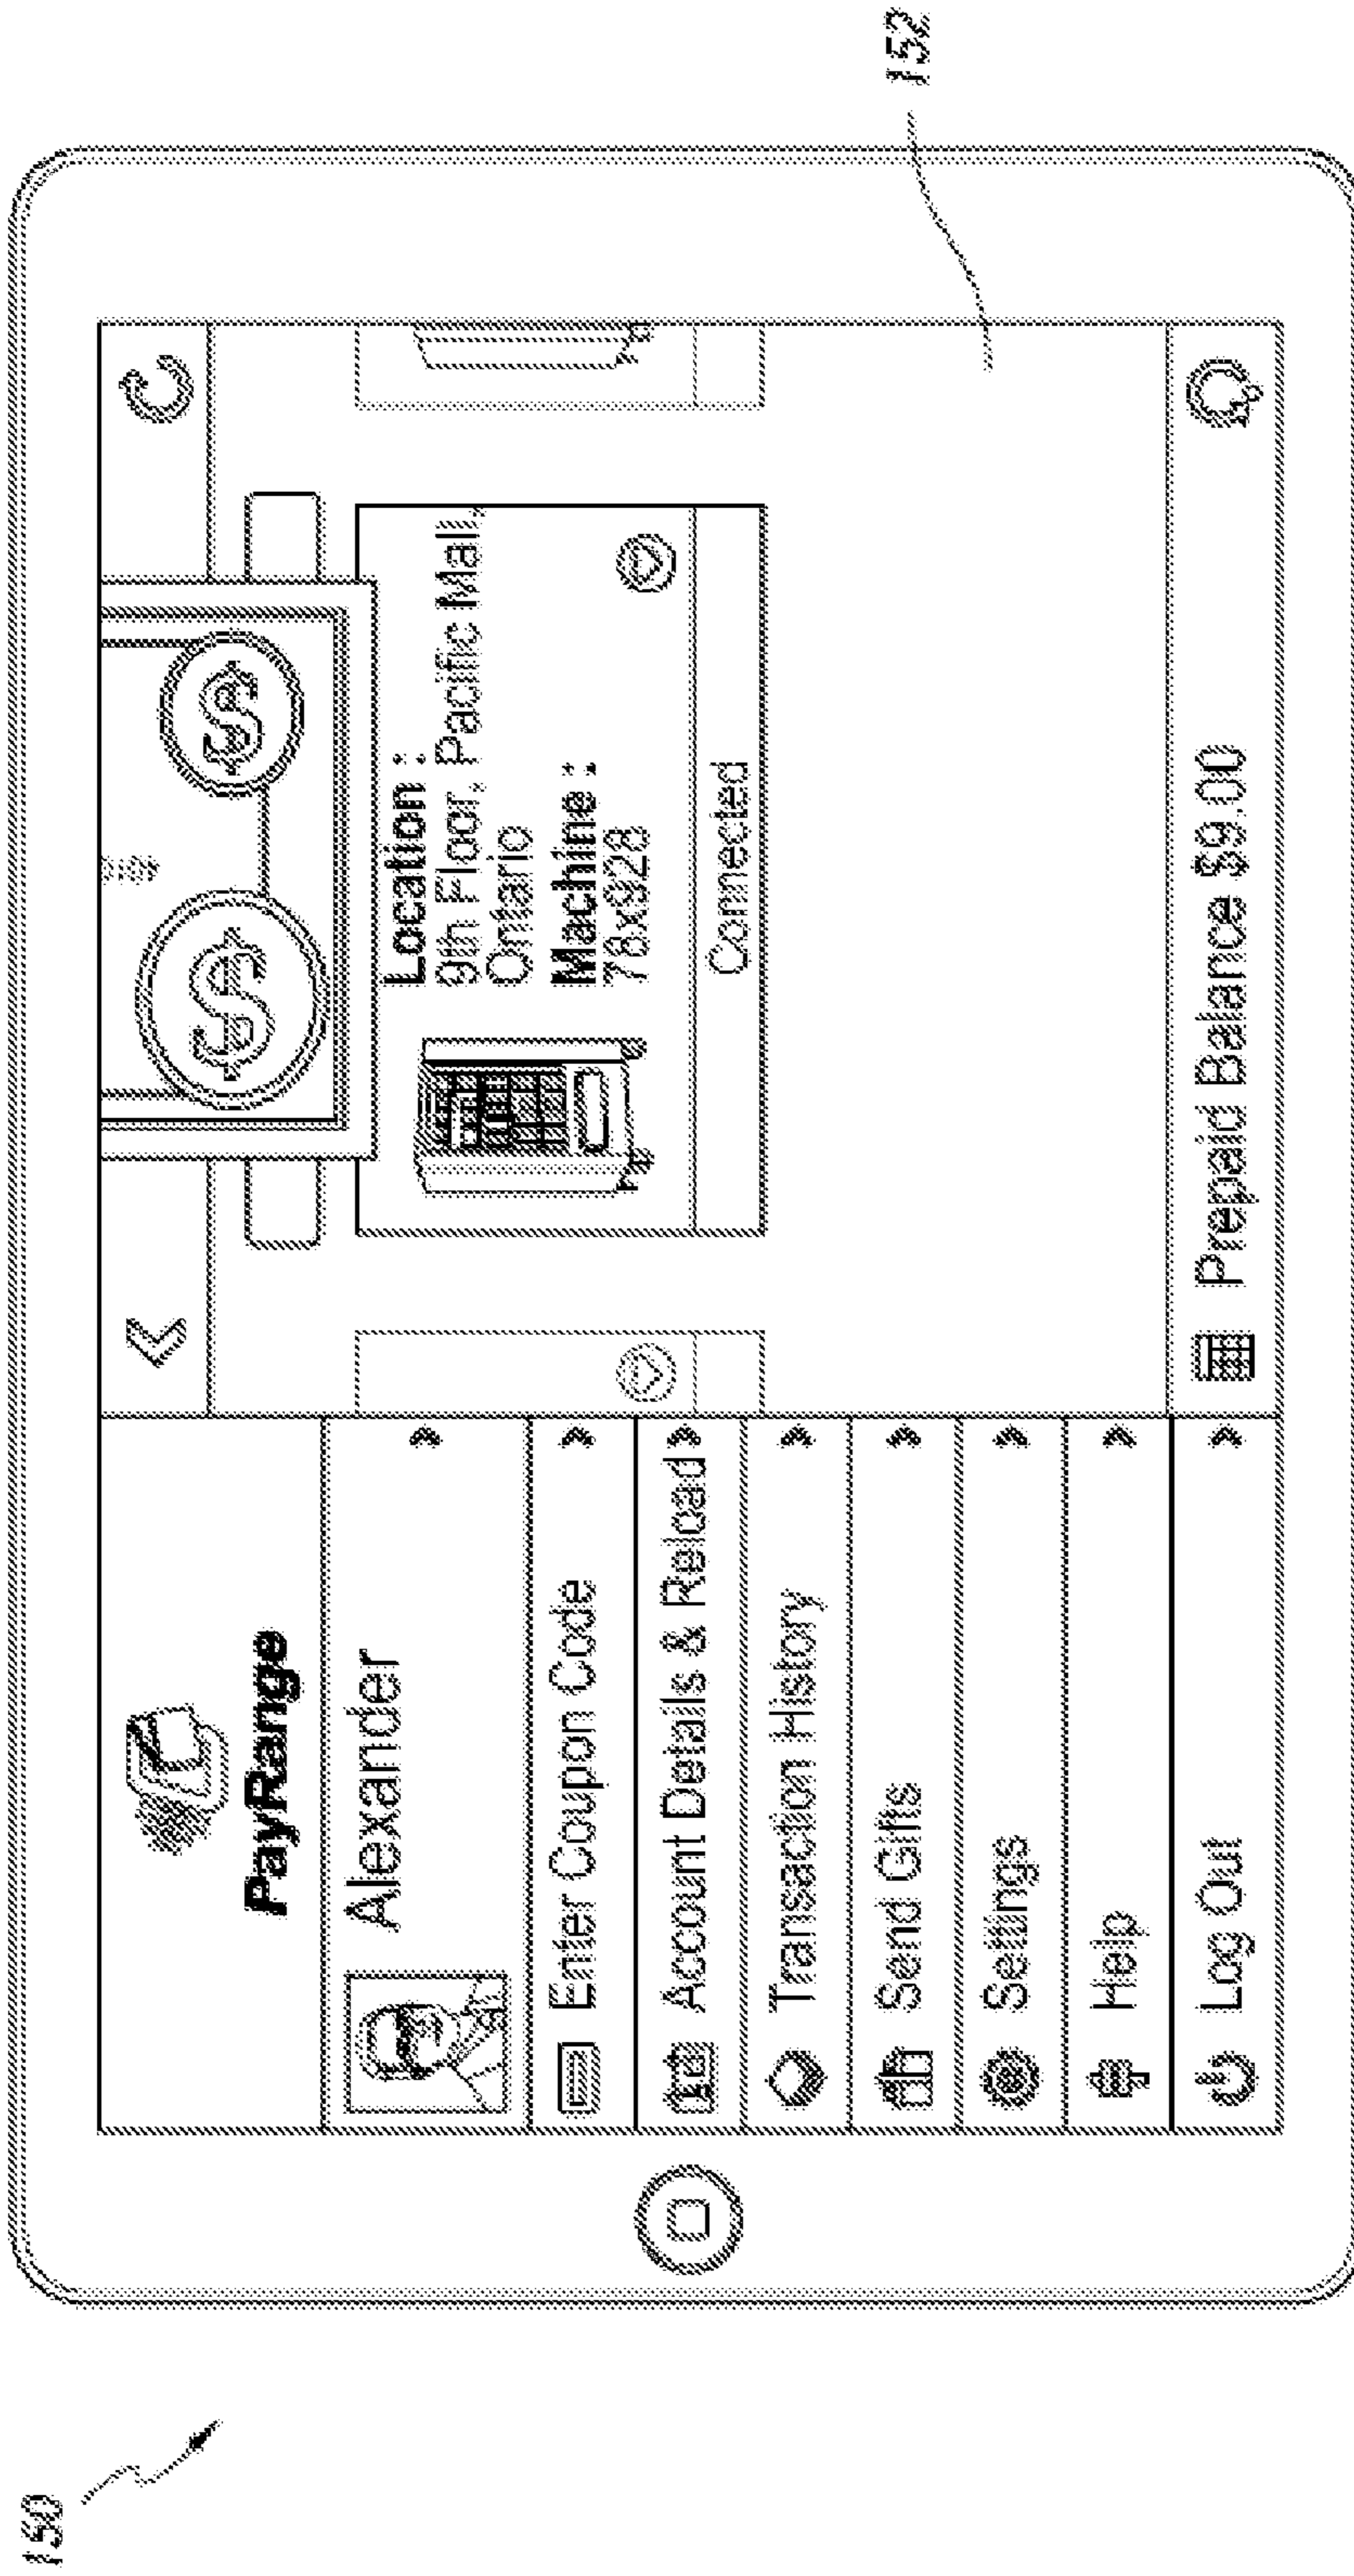 150
PayRange
Alexander
Enter Coupon Code
Account Details & Reload
Transaction History
Send Gifts
Settings
Help
Log Out
$ $
Location :
9th Floor, Pacific Mall,
Ontario
Machine :
78x928
Connected
Prepaid Balance $9.00
152